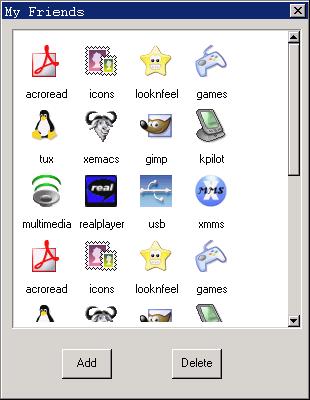 My Friends
acroread icons looknfeel games
tux xemacs gimp kpilot
real
XMMS
multimedia realplayer usb xmms
acroread icons looknfeel games
Add Delete